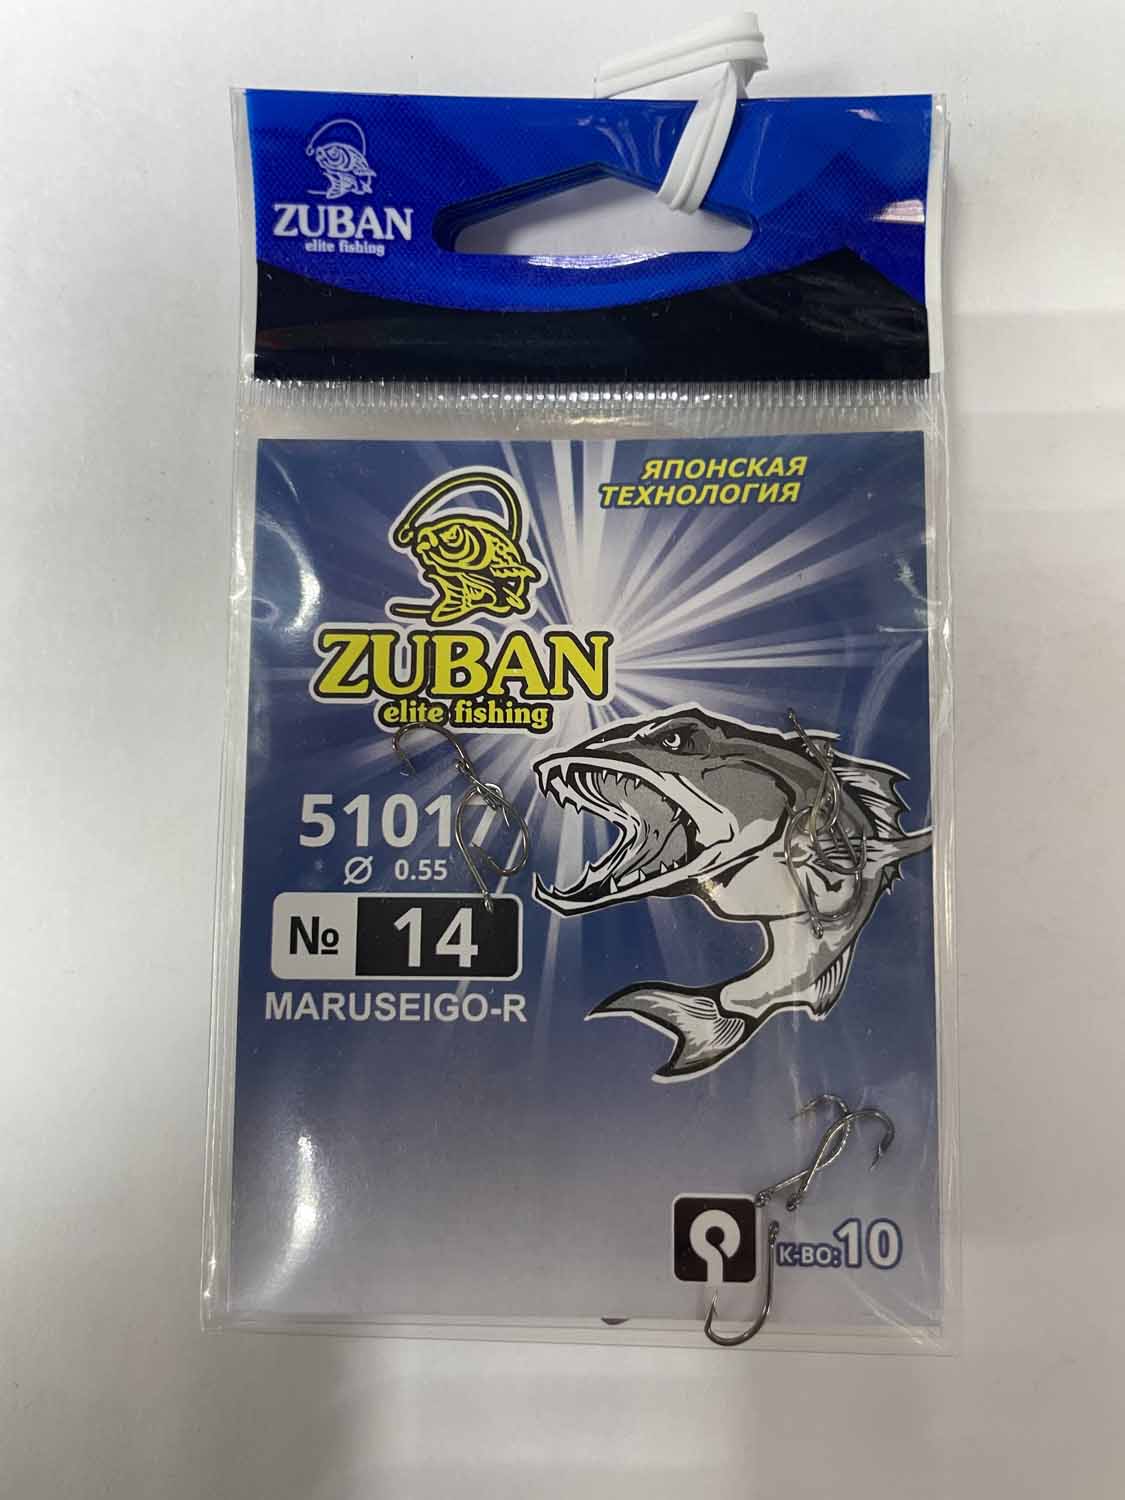 ZUBAN
elite fishing
ЯПОНСКАЯ
ТЕХНОЛОГИЯ
ZUBAN
elite fishing
51017
Ø 0.55
№ 14
MARUSEIGO-R
К-ВО:10